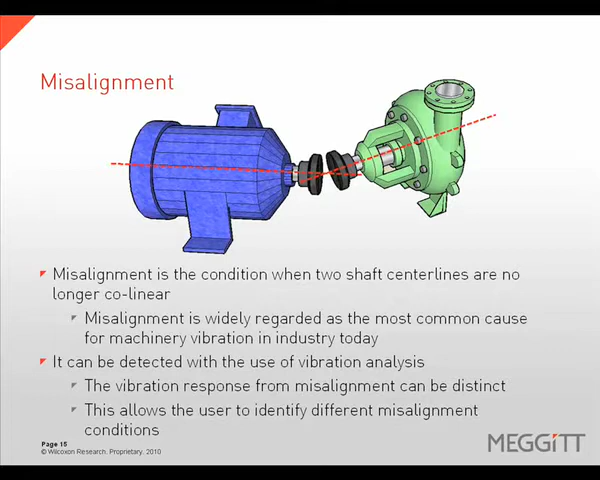 Misalignment
Misalignment is the condition when two shaft centerlines are no
longer co-linear
Misalignment is widely regarded as the most common cause
for machinery vibration in industry today
It can be detected with the use of vibration analysis
The vibration response from misalignment can be distinct
This allows the user to identify different misalignment
conditions
Page 15
© Wilcoxon Research. Proprietary. 2010
MEGGITT